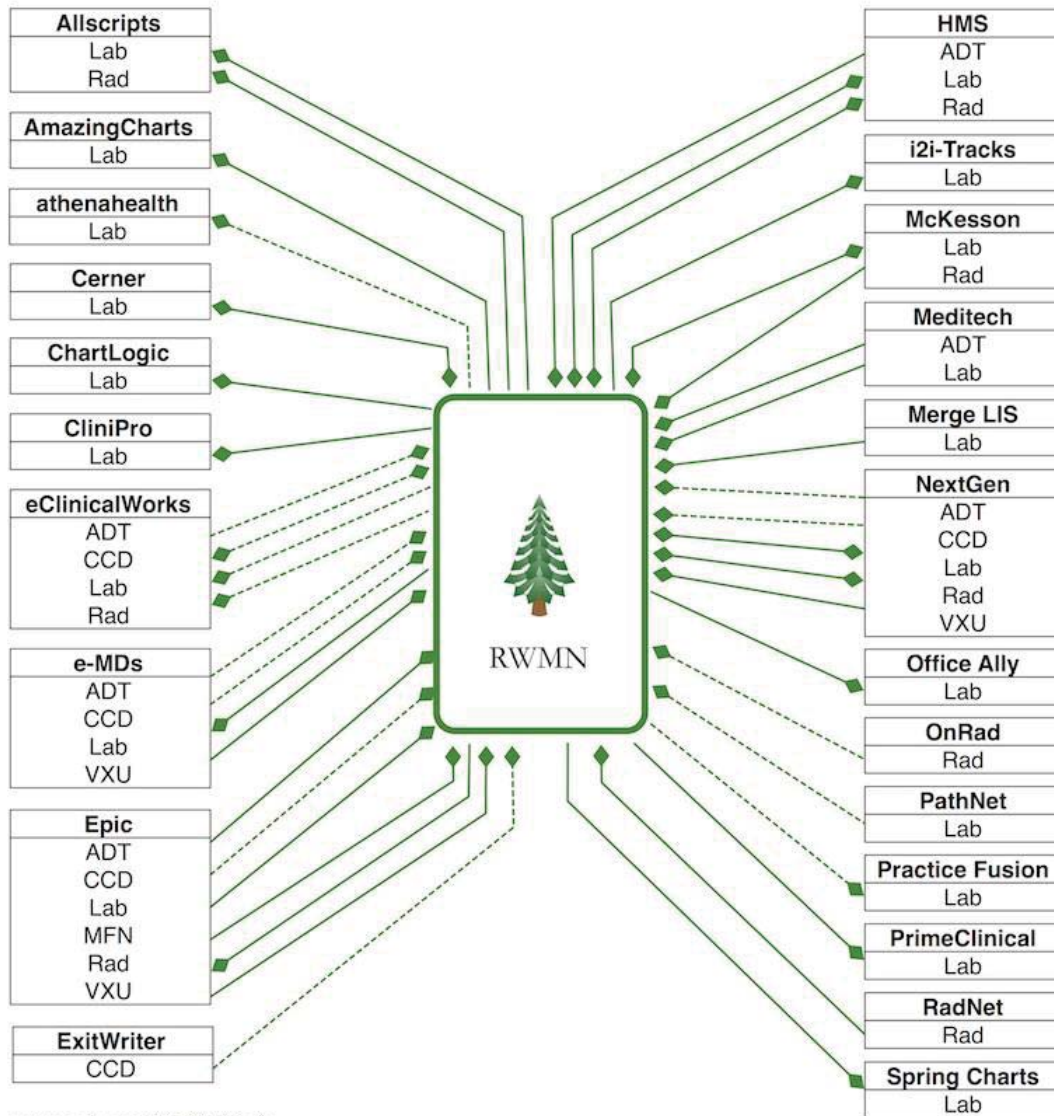 Allscripts
Lab
Rad
AmazingCharts
Lab
athenahealth
Lab
Cerner
Lab
ChartLogic
Lab
CliniPro
Lab
eClinicalWorks
ADT
CCD
Lab
Rad
e-MDs
ADT
CCD
Lab
VXU
Epic
ADT
CCD
Lab
MFN
Rad
VXU
ExitWriter
CCD
RWMN
HMS
ADT
Lab
Rad
i2i-Tracks
Lab
McKesson
Lab
Rad
Meditech
ADT
Lab
Merge LIS
Lab
NextGen
ADT
CCD
Lab
Rad
VXU
Office Ally
Lab
OnRad
Rad
PathNet
Lab
Practice Fusion
Lab
PrimeClinical
Lab
RadNet
Rad
Spring Charts
Lab